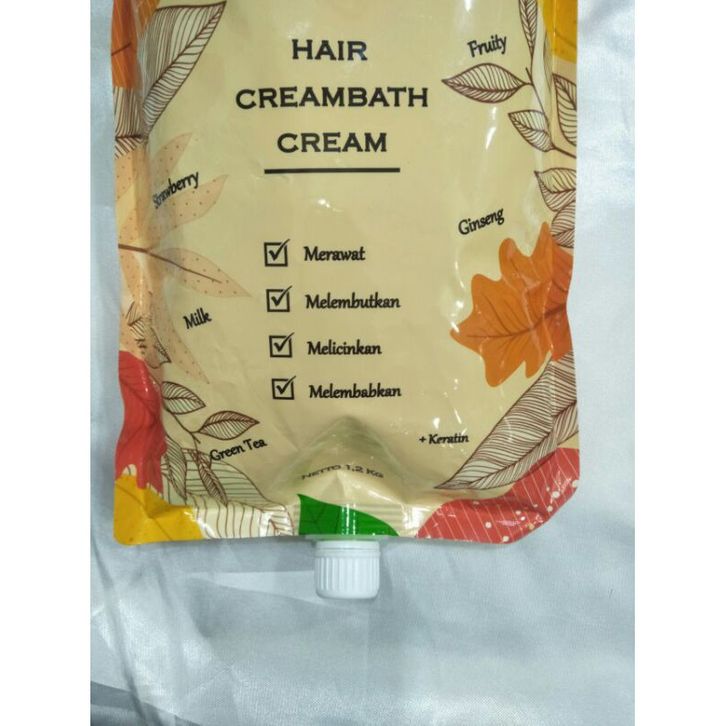 HAIR
CREAMBATH
CREAM
Fruity
Strawberry
Ginseng
Merawat
Melembutkan
Milk
Melicinkan
Melembabkan
+ Keratin
Green Tea
NETTO 1.2 KG